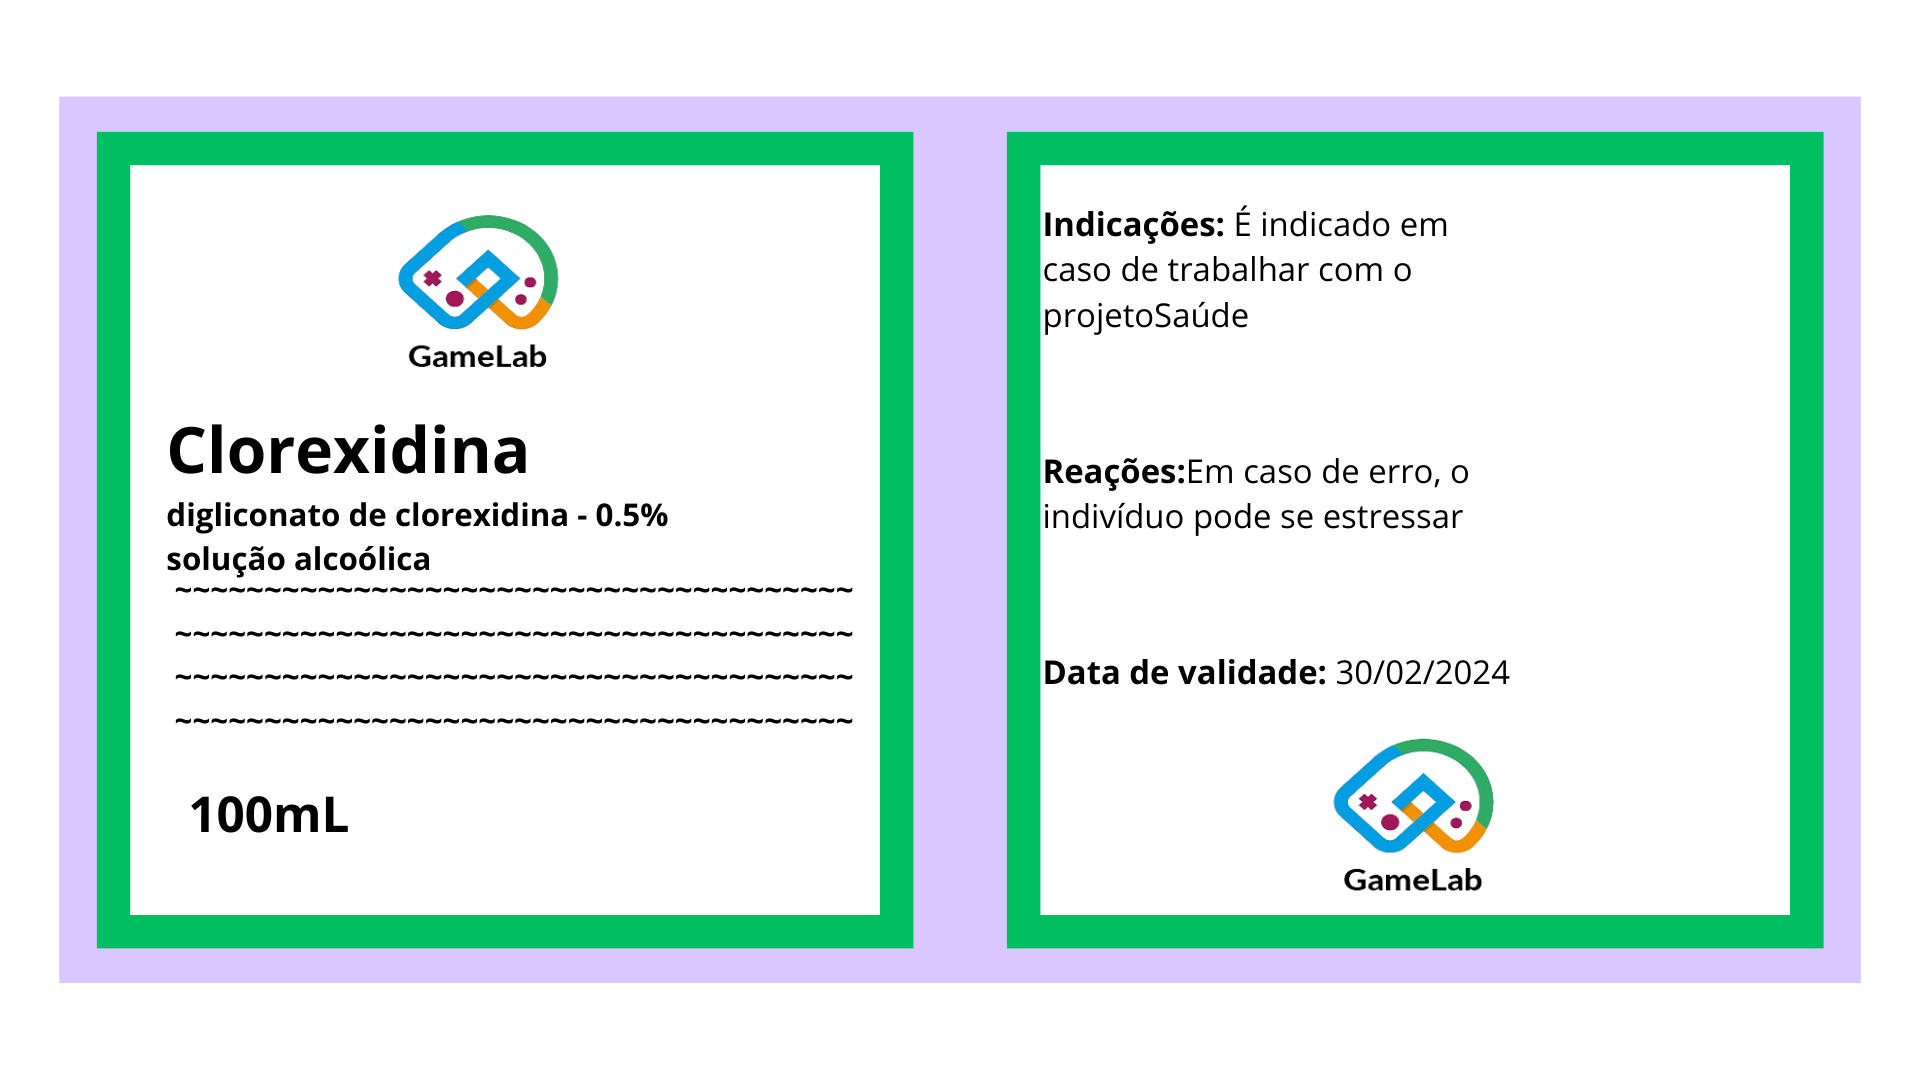 GameLab
Clorexidina
digliconato de clorexidina - 0.5%
solução alcoólica
~~~~~~~~~~~~~~~~~~~~~~~~~~~~~~~~~~~~~~
~~~~~~~~~~~~~~~~~~~~~~~~~~~~~~~~~~~~~~
~~~~~~~~~~~~~~~~~~~~~~~~~~~~~~~~~~~~~~
~~~~~~~~~~~~~~~~~~~~~~~~~~~~~~~~~~~~~~
100mL
Indicações: É indicado em
caso de trabalhar com o
projetoSaúde
Reações:Em caso de erro, o
indivíduo pode se estressar
Data de validade: 30/02/2024
GameLab